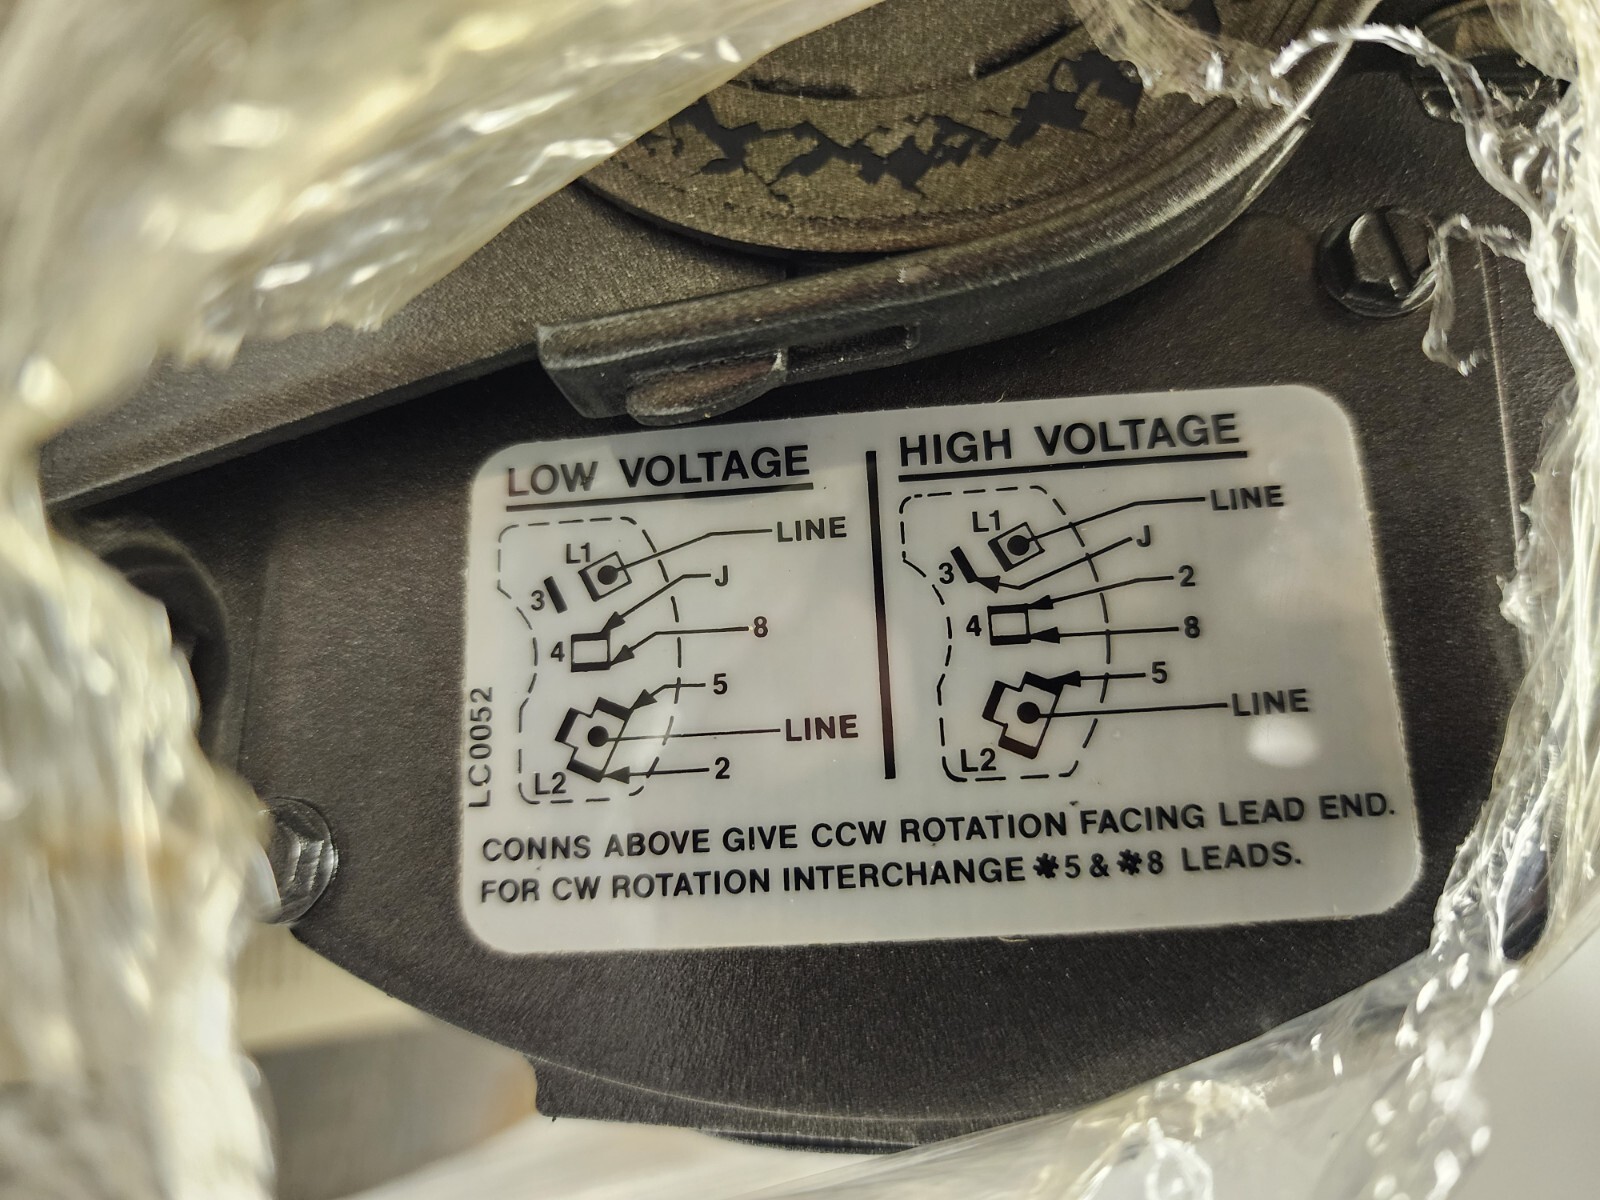 LOW VOLTAGE
L1
LINE
3
J
4
8
5
LINE
L2
2
HIGH VOLTAGE
L1
LINE
3
J
2
4
8
5
LINE
L2
LC0052
CONNS ABOVE GIVE CCW ROTATION FACING LEAD END.
FOR CW ROTATION INTERCHANGE *5 & *8 LEADS.